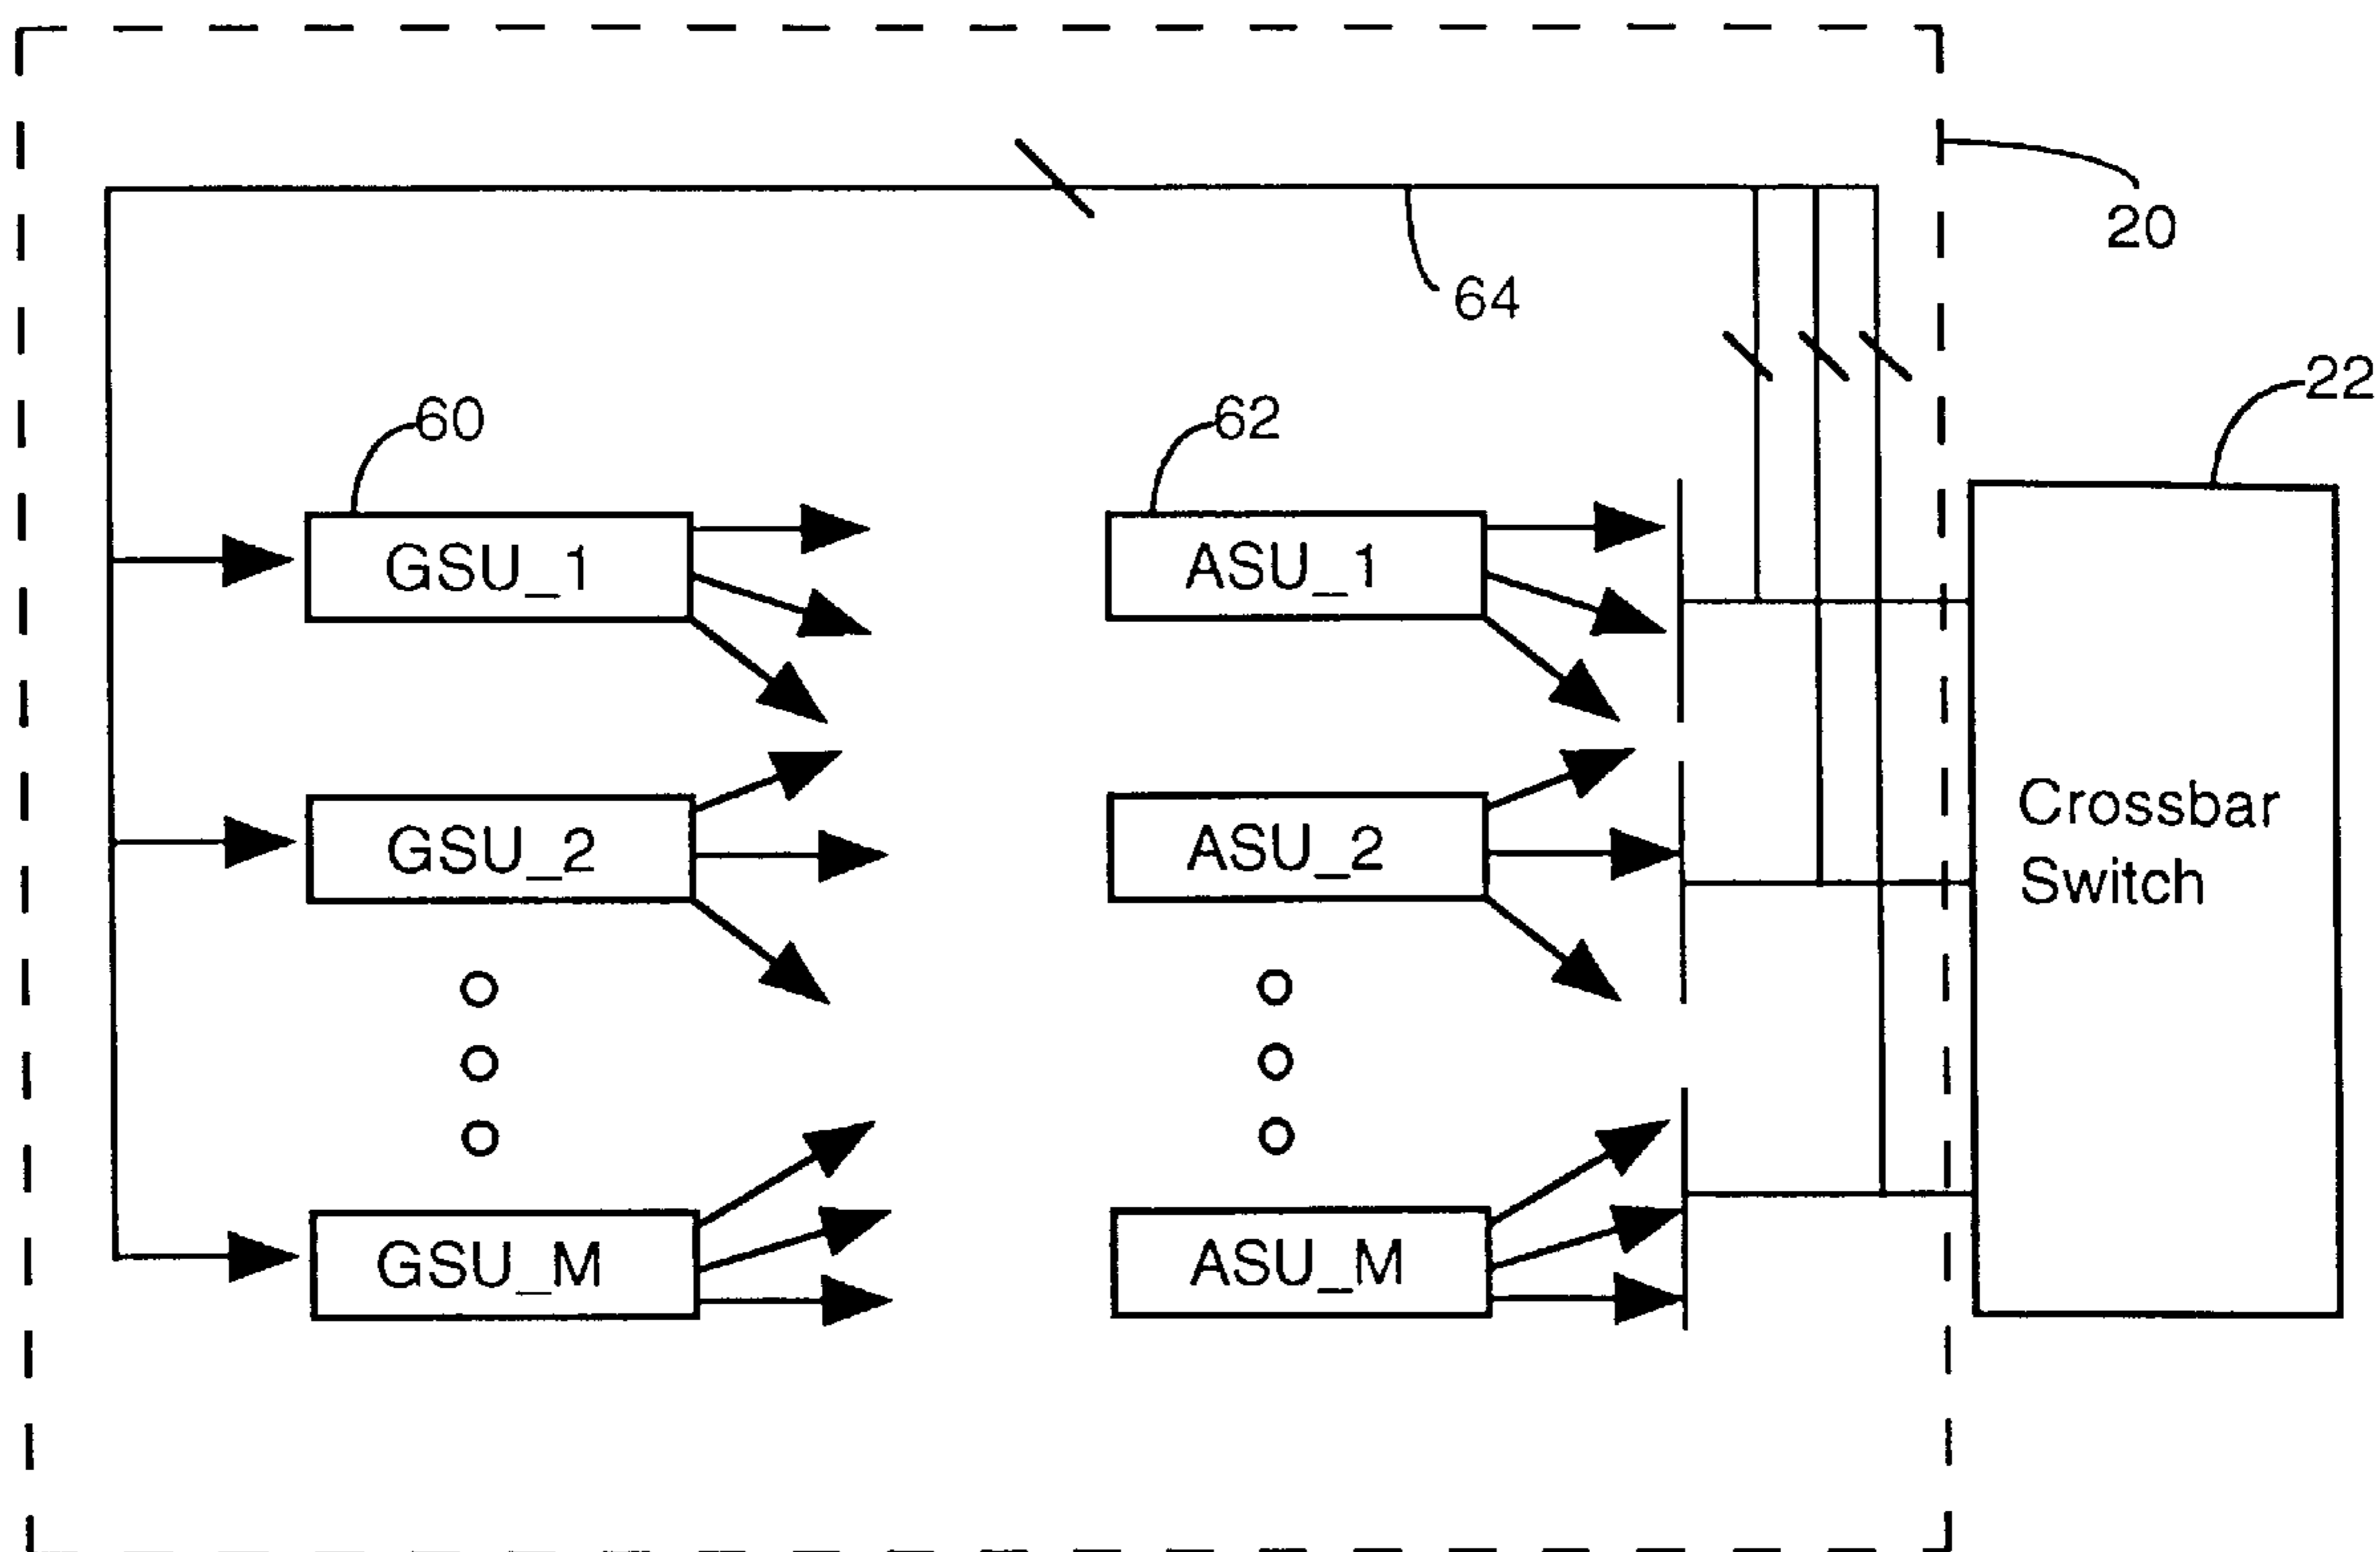 20
64
22
60
62
GSU_1
ASU_1
GSU_2
ASU_2
Crossbar
Switch
GSU_M
ASU_M